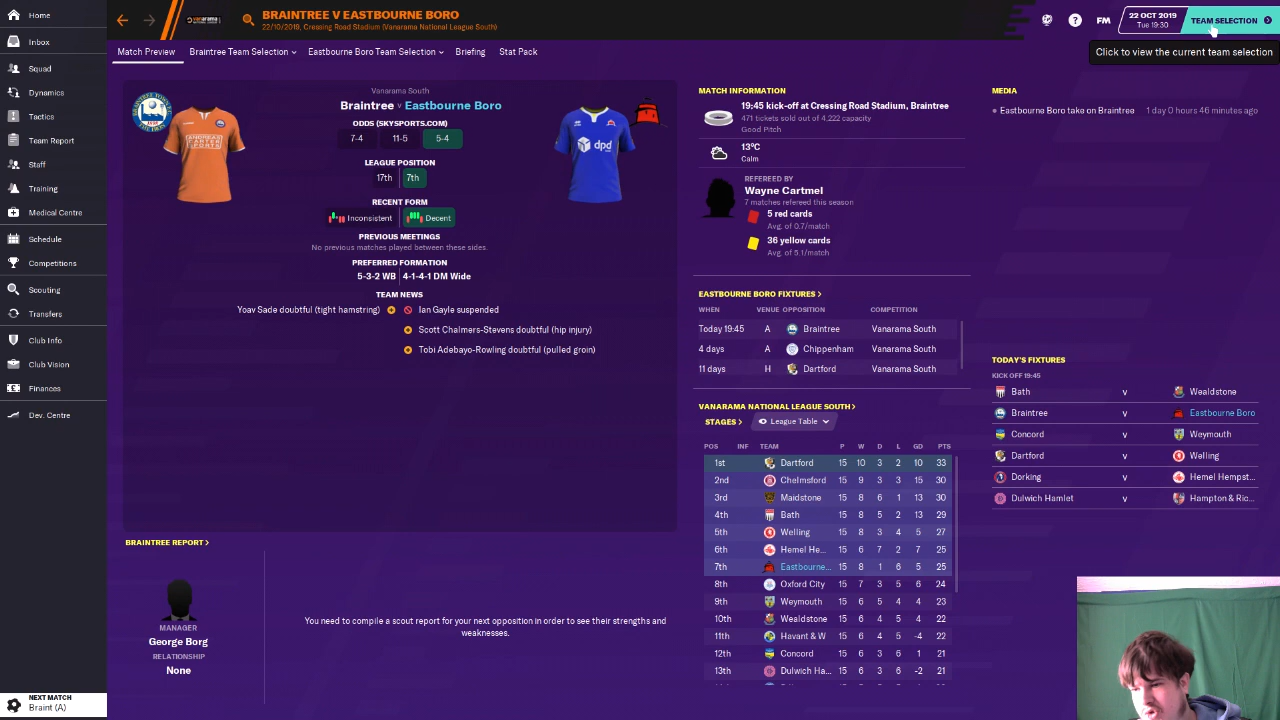 Home
Inbox
Squad
Dynamics
Tactics
Team Report
Staff
Training
Medical Centre
Schedule
Competitions
Scouting
Transfers
Club Info
Club Vision
Finances
Dev. Centre
NEXT MATCH
Braint (A)
BRAINTREE V EASTBOURNE BORO
22/10/2019, Cressing Road Stadium (Vanarama National League South)
FM
22 OCT 2019
Tue 19:30
TEAM SELECTION
Click to view the current team selection
Match Preview
Braintree Team Selection
Eastbourne Boro Team Selection
Briefing
Stat Pack
Vanarama South
Braintree v Eastbourne Boro
ODDS (SKYSPORTS.COM)
7-4 11-5 5-4
LEAGUE POSITION
17th 7th
RECENT FORM
Inconsistent Decent
PREVIOUS MEETINGS
No previous matches played between these sides.
PREFERRED FORMATION
5-3-2 WB 4-1-4-1 DM Wide
TEAM NEWS
Yoav Sade doubtful (tight hamstring) Ian Gayle suspended
Scott Chalmers-Stevens doubtful (hip injury)
Tobi Adebayo-Rowling doubtful (pulled groin)
dpd
BRAINTREE REPORT
MANAGER
George Borg
RELATIONSHIP
None
You need to compile a scout report for your next opposition in order to see their strengths and
weaknesses.
MATCH INFORMATION
19:45 kick-off at Cressing Road Stadium, Braintree
471 tickets sold out of 4,222 capacity
Good Pitch
13°C
Calm
REFEREED BY
Wayne Cartmel
7 matches refereed this season
5 red cards
Avg. of 0.7/match
36 yellow cards
Avg. of 5.1/match
EASTBOURNE BORO FIXTURES
WHEN VENUE OPPOSITION COMPETITION
Today 19:45 A Braintree Vanarama South
4 days A Chippenham Vanarama South
11 days H Dartford Vanarama South
VANARAMA NATIONAL LEAGUE SOUTH
STAGES League Table
POS INF TEAM P W D L GD PTS
1st Dartford 15 10 3 2 10 33
2nd Chelmsford 15 9 3 3 15 30
3rd Maidstone 15 8 6 1 13 30
4th Bath 15 8 5 2 13 29
5th Welling 15 8 3 4 5 27
6th Hemel He... 15 6 7 2 7 25
7th Eastbourne... 15 8 1 6 5 25
8th Oxford City 15 7 3 5 6 24
9th Weymouth 15 6 5 4 4 23
10th Wealdstone 15 6 4 5 4 22
11th Havant & W 15 6 4 5 -4 22
12th Concord 15 6 3 6 1 21
13th Dulwich Ha... 15 6 3 6 -2 21
MEDIA
Eastbourne Boro take on Braintree 1 day 0 hours 46 minutes ago
TODAY'S FIXTURES
KICK OFF 19:45
Bath v Wealdstone
Braintree v Eastbourne Boro
Concord v Weymouth
Dartford v Welling
Dorking v Hemel Hempst...
Dulwich Hamlet v Hampton & Ric...